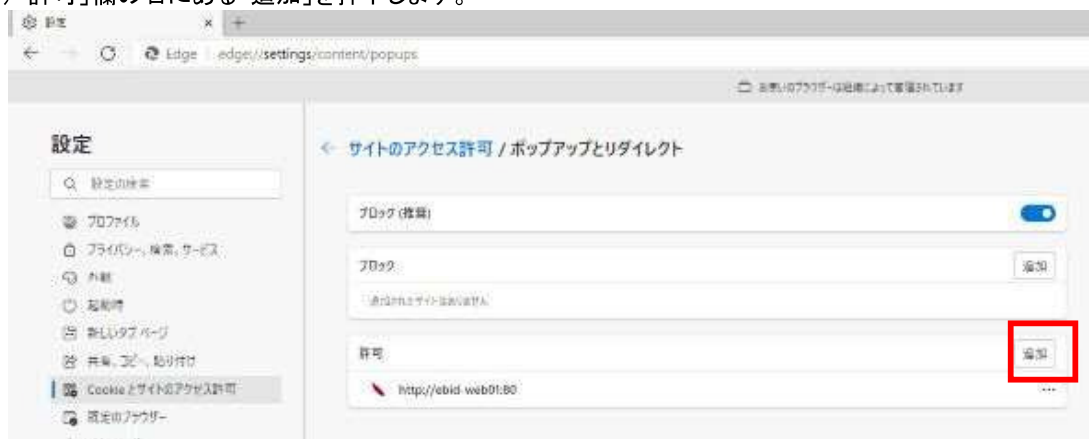 許可」欄の右にある「追加」を押下します。
設定
Edge edge://settings/content/popups
お使いのブラウザーは組織によって管理されています
設定
サイトのアクセス許可 / ポップアップとリダイレクト
設定の検索
ブロック (推奨)
プロファイル
プライバシー、検索、サービス
ブロック
追加
外観
追加されたサイトはありません
起動時
新しいタブ ページ
許可
追加
共有、コピー、貼り付け
Cookie とサイトのアクセス許可
http://ebid-web01:80
既定のブラウザー